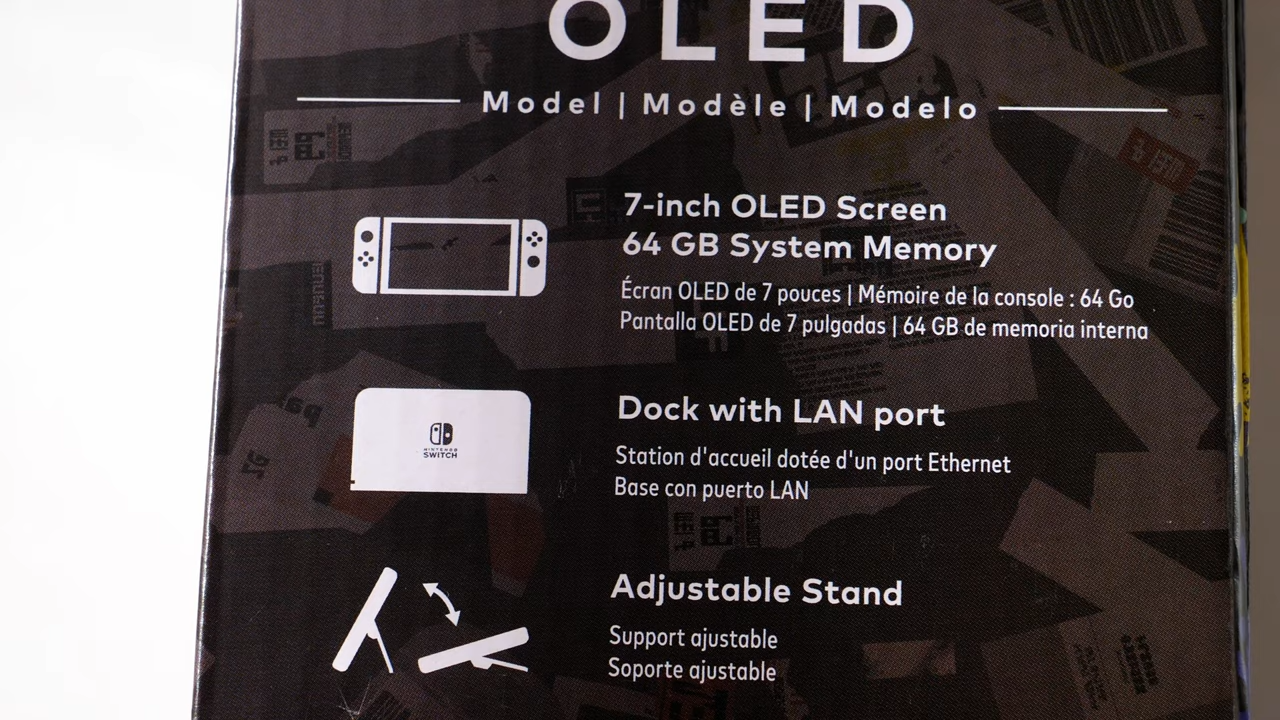 OLED
Model | Modèle | Modelo
7-inch OLED Screen
64 GB System Memory
Écran OLED de 7 pouces | Mémoire de la console : 64 Go
Pantalla OLED de 7 pulgadas | 64 GB de memoria interna
Dock with LAN port
Station d'accueil dotée d'un port Ethernet
Base con puerto LAN
NINTENDO
SWITCH
Adjustable Stand
Support ajustable
Soporte ajustable